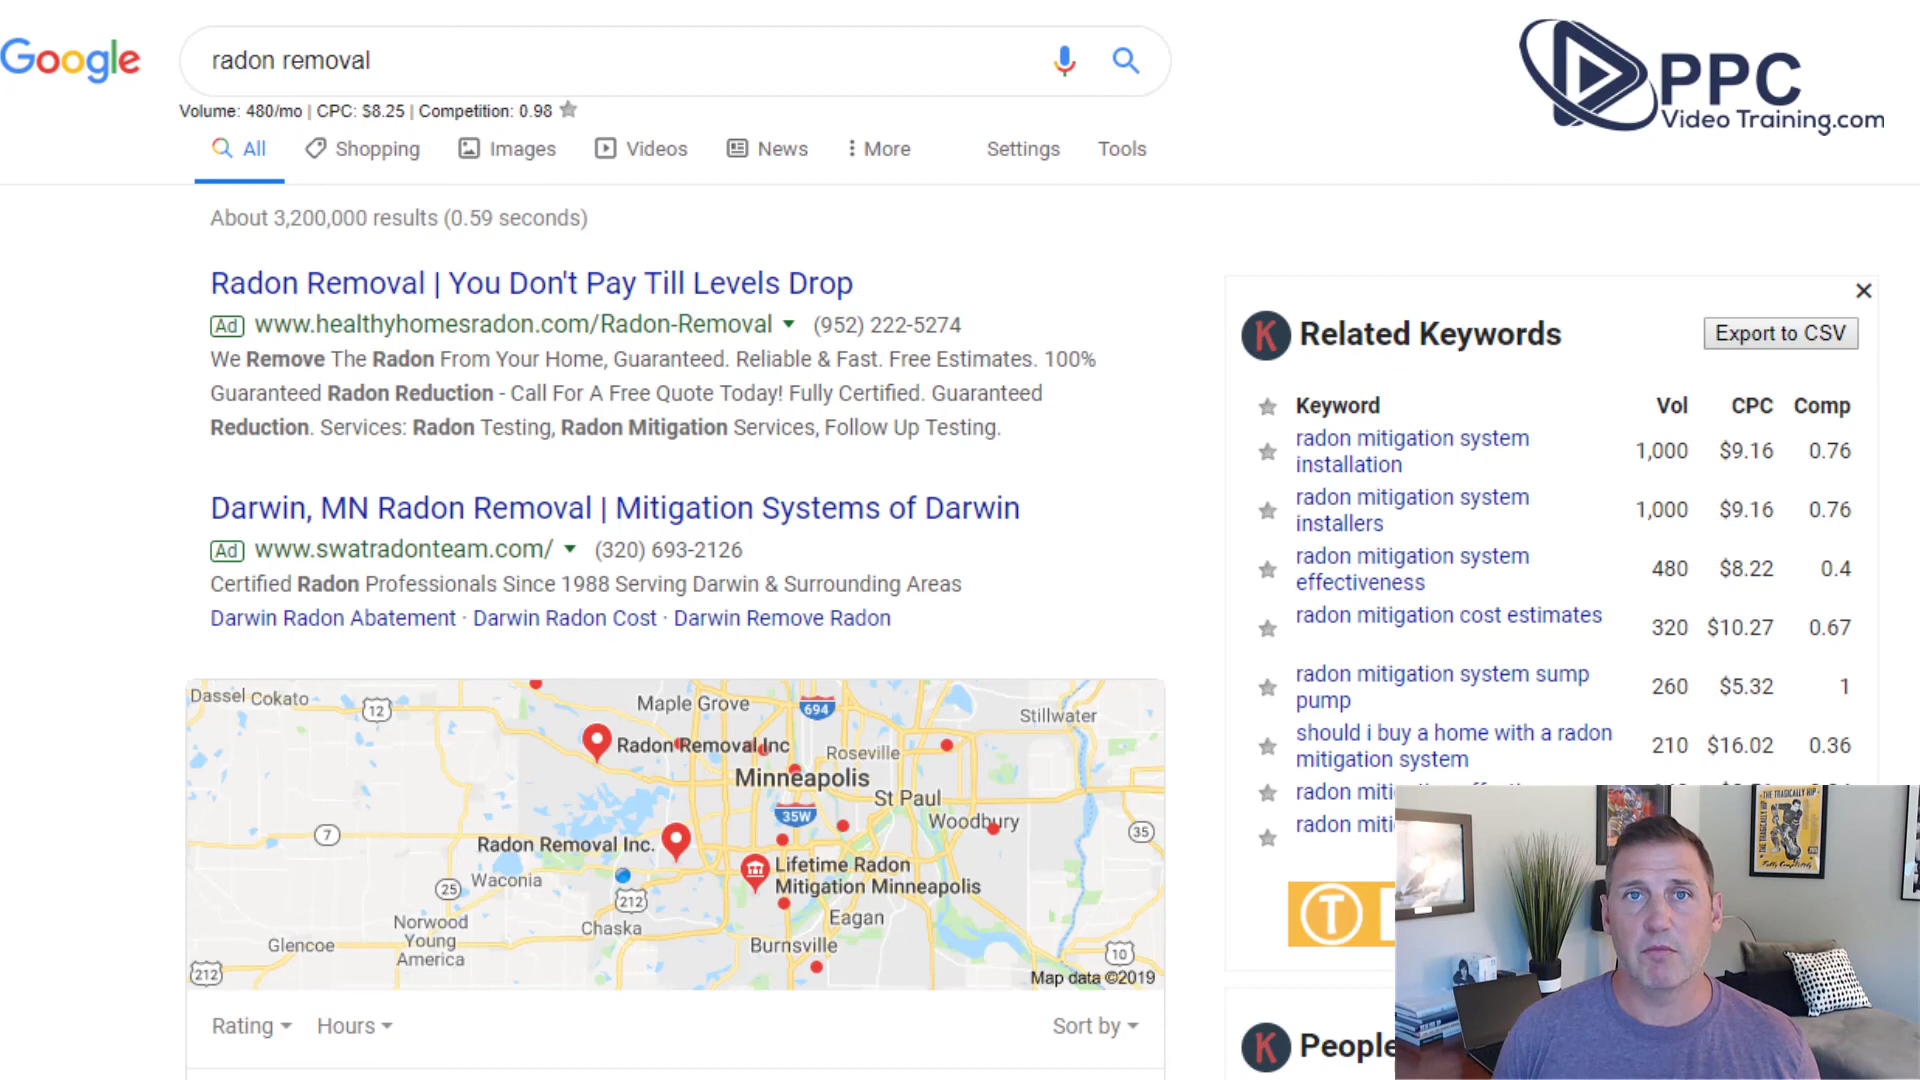 Google
radon removal
Volume: 480/mo | CPC: $8.25 | Competition: 0.98
All
Shopping
Images
Videos
News
More
Settings
Tools
PPC
Video Training.com
About 3,200,000 results (0.59 seconds)
Radon Removal | You Don't Pay Till Levels Drop
Ad www.healthyhomesradon.com/Radon-Removal (952) 222-5274
We Remove The Radon From Your Home, Guaranteed. Reliable & Fast. Free Estimates. 100%
Guaranteed Radon Reduction - Call For A Free Quote Today! Fully Certified. Guaranteed
Reduction. Services: Radon Testing, Radon Mitigation Services, Follow Up Testing.
Darwin, MN Radon Removal | Mitigation Systems of Darwin
Ad www.swatradonteam.com/ (320) 693-2126
Certified Radon Professionals Since 1988 Serving Darwin & Surrounding Areas
Darwin Radon Abatement · Darwin Radon Cost · Darwin Remove Radon
Dassel Cokato
12
Maple Grove
694
Stillwater
Radon Removal Inc
Roseville
Minneapolis
St Paul
35W
Woodbury
7
35
Radon Removal Inc.
Lifetime Radon
Mitigation Minneapolis
Waconia
25
212
Norwood
Young
America
Chaska
Eagan
Glencoe
Burnsville
10
212
Map data ©2019
Rating
Hours
Sort by
K Related Keywords
Export to CSV
Keyword Vol CPC Comp
radon mitigation system
installation
1,000 $9.16 0.76
radon mitigation system
installers
1,000 $9.16 0.76
radon mitigation system
effectiveness
480 $8.22 0.4
radon mitigation cost estimates
320 $10.27 0.67
radon mitigation system sump
pump
260 $5.32 1
should i buy a home with a radon
mitigation system
210 $16.02 0.36
radon miti
radon miti
T
K People
THE TRAGICALLY HIP